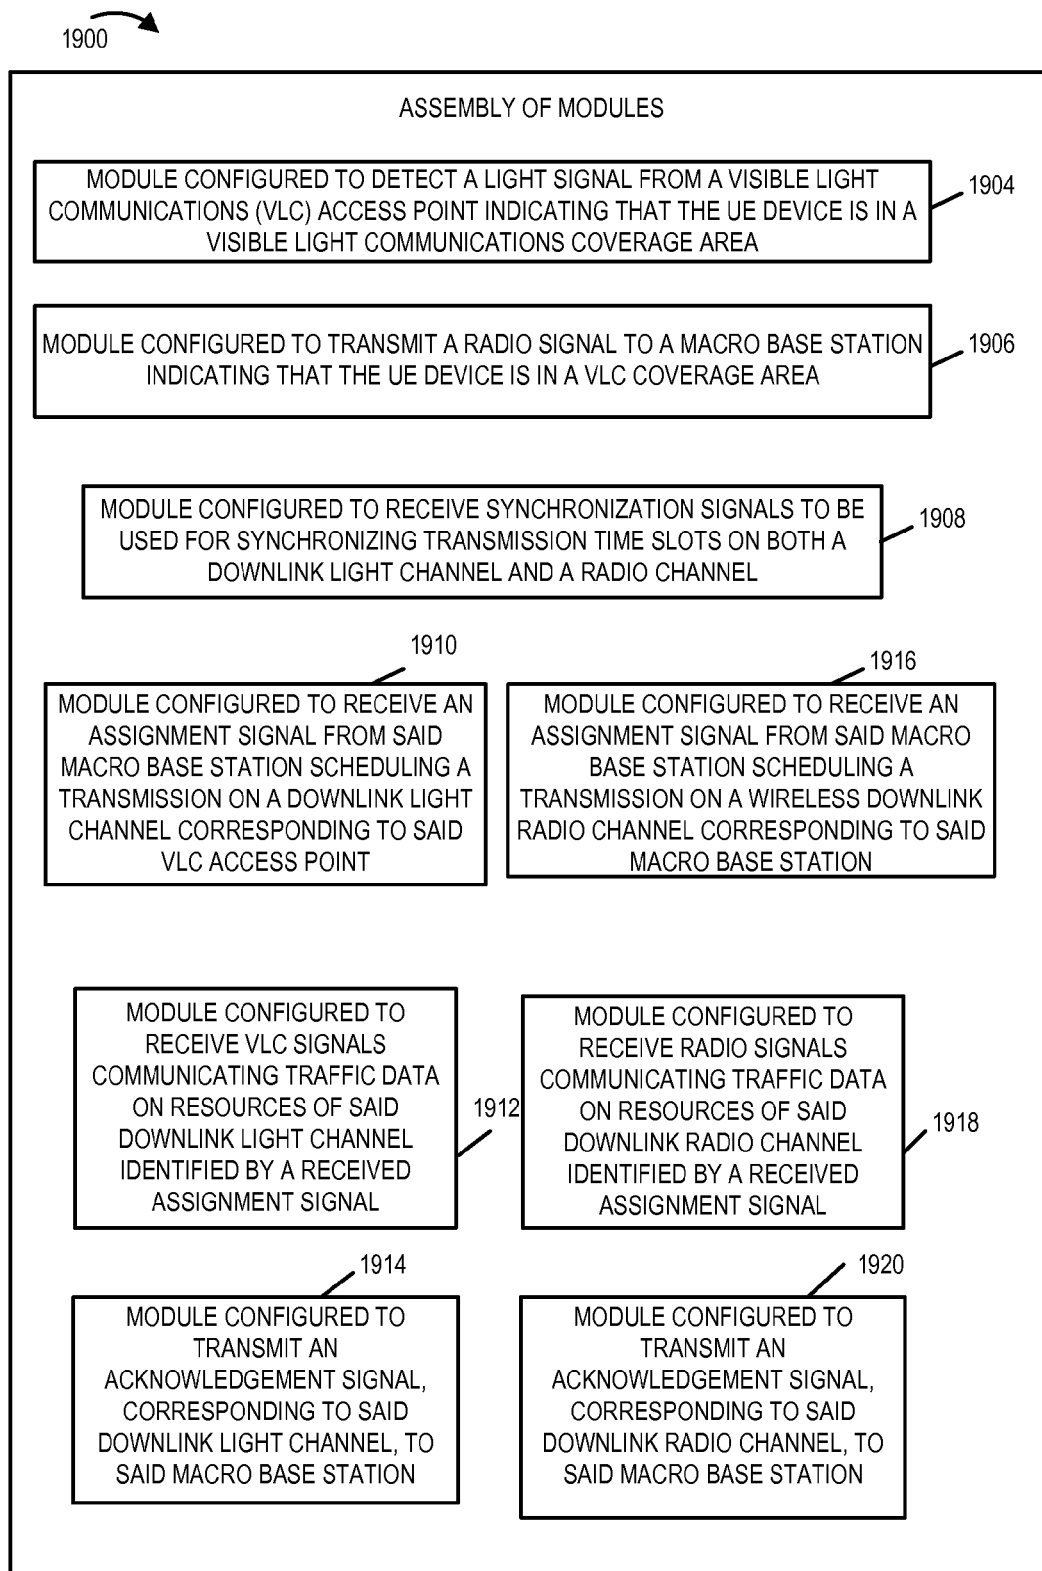 1900
ASSEMBLY OF MODULES
MODULE CONFIGURED TO DETECT A LIGHT SIGNAL FROM A VISIBLE LIGHT
COMMUNICATIONS (VLC) ACCESS POINT INDICATING THAT THE UE DEVICE IS IN A
VISIBLE LIGHT COMMUNICATIONS COVERAGE AREA
1904
MODULE CONFIGURED TO TRANSMIT A RADIO SIGNAL TO A MACRO BASE STATION
INDICATING THAT THE UE DEVICE IS IN A VLC COVERAGE AREA
1906
MODULE CONFIGURED TO RECEIVE SYNCHRONIZATION SIGNALS TO BE
USED FOR SYNCHRONIZING TRANSMISSION TIME SLOTS ON BOTH A
DOWNLINK LIGHT CHANNEL AND A RADIO CHANNEL
1908
1910
MODULE CONFIGURED TO RECEIVE AN
ASSIGNMENT SIGNAL FROM SAID
MACRO BASE STATION SCHEDULING A
TRANSMISSION ON A DOWNLINK LIGHT
CHANNEL CORRESPONDING TO SAID
VLC ACCESS POINT
1916
MODULE CONFIGURED TO RECEIVE AN
ASSIGNMENT SIGNAL FROM SAID MACRO
BASE STATION SCHEDULING A
TRANSMISSION ON A WIRELESS DOWNLINK
RADIO CHANNEL CORRESPONDING TO SAID
MACRO BASE STATION
MODULE CONFIGURED TO
RECEIVE VLC SIGNALS
COMMUNICATING TRAFFIC DATA
ON RESOURCES OF SAID
DOWNLINK LIGHT CHANNEL
IDENTIFIED BY A RECEIVED
ASSIGNMENT SIGNAL
1912
MODULE CONFIGURED TO
RECEIVE RADIO SIGNALS
COMMUNICATING TRAFFIC DATA
ON RESOURCES OF SAID
DOWNLINK RADIO CHANNEL
IDENTIFIED BY A RECEIVED
ASSIGNMENT SIGNAL
1918
1914
MODULE CONFIGURED TO
TRANSMIT AN
ACKNOWLEDGEMENT SIGNAL,
CORRESPONDING TO SAID
DOWNLINK LIGHT CHANNEL, TO
SAID MACRO BASE STATION
1920
MODULE CONFIGURED TO
TRANSMIT AN
ACKNOWLEDGEMENT SIGNAL,
CORRESPONDING TO SAID
DOWNLINK RADIO CHANNEL, TO
SAID MACRO BASE STATION